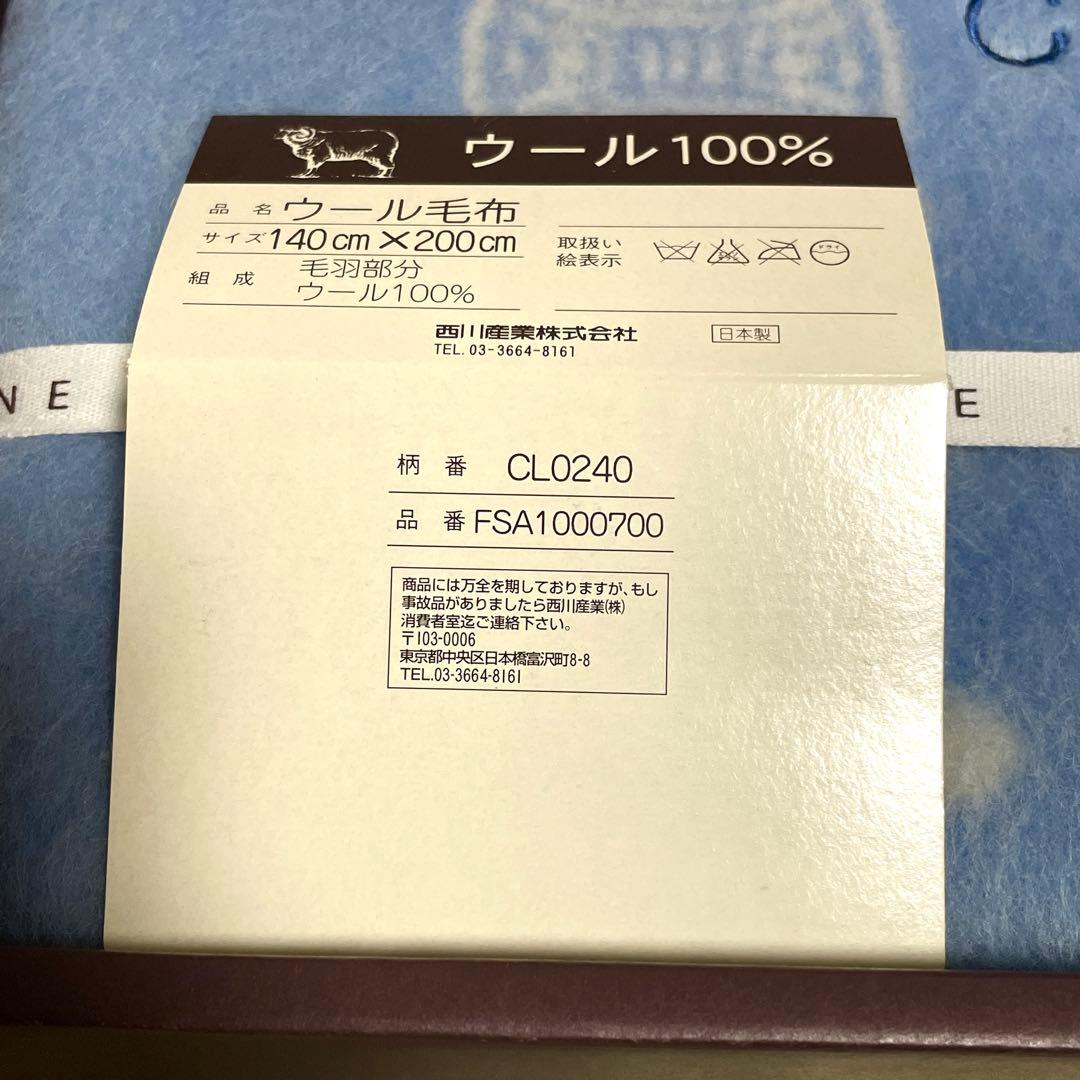 C
ウール100%
品名 ウール毛布
サイズ 140cm×200cm
組成 毛羽部分
ウール100%
取扱い
絵表示
ドライ
西川産業株式会社
TEL.03-3664-8161
日本製
NE
E
柄番 CL0240
品番 FSA1000700
商品には万全を期しておりますが、もし
事故品がありましたら西川産業(株)
消費者室迄ご連絡下さい。
〒103-0006
東京都中央区日本橋富沢町8-8
TEL.03-3664-8161